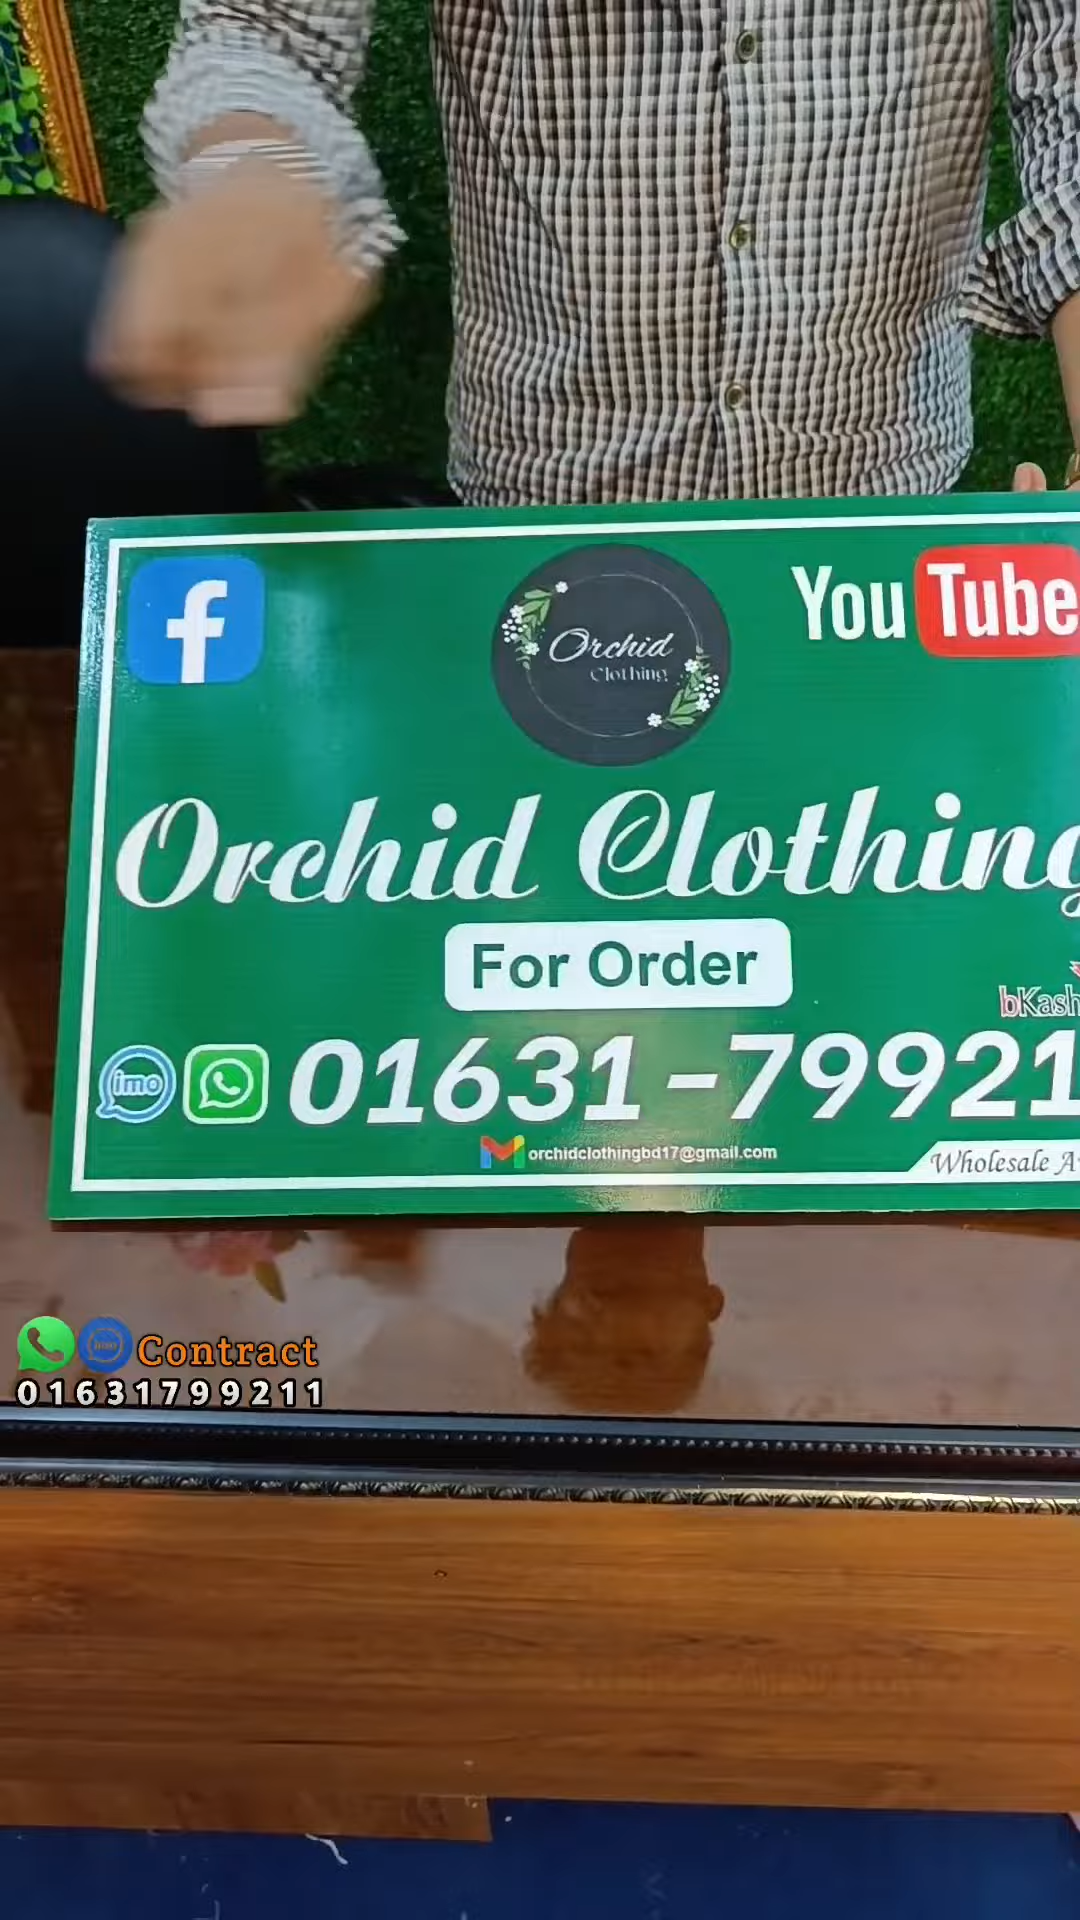 f
You Tube
Orchid
Clothing
Orchid Clothing
For Order
bKash
imo
01631-79921
orchidclothingbd17@gmail.com
Wholesale
Contract
01631799211